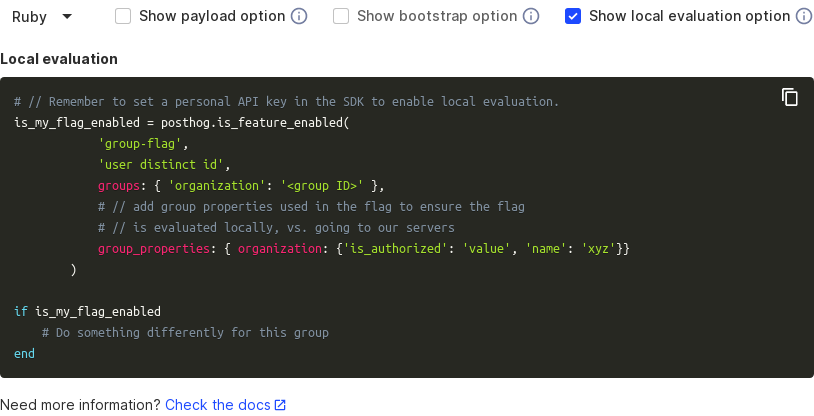 Ruby Show payload option Show bootstrap option Show local evaluation option
Local evaluation
# // Remember to set a personal API key in the SDK to enable local evaluation.
is_my_flag_enabled = posthog.is_feature_enabled(
'group-flag',
'user distinct id',
groups: { 'organization': '<group ID>' },
# // add group properties used in the flag to ensure the flag
# // is evaluated locally, vs. going to our servers
group_properties: { organization: {'is_authorized': 'value', 'name': 'xyz'}}
)
if is_my_flag_enabled
# Do something differently for this group
end
Need more information? Check the docs